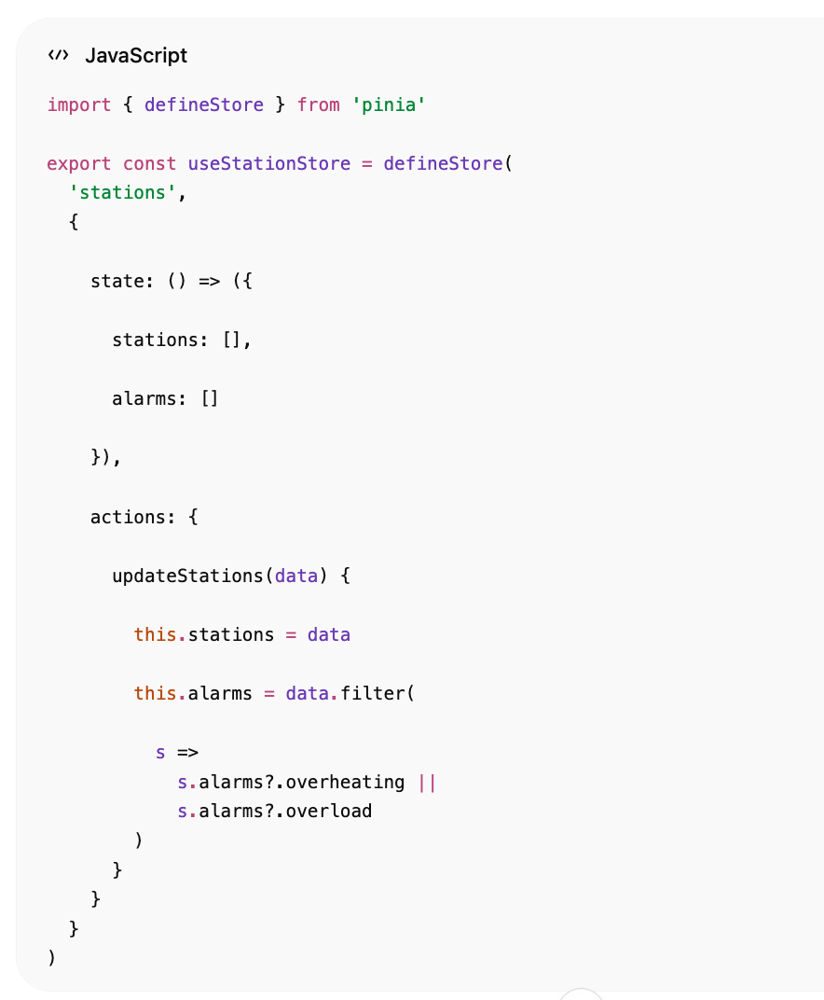 </> JavaScript
import { defineStore } from 'pinia'
export const useStationStore = defineStore(
'stations',
{
state: () => ({
stations: [],
alarms: []
}),
actions: {
updateStations(data) {
this.stations = data
this.alarms = data.filter(
s =>
s.alarms?.overheating ||
s.alarms?.overload
)
}
}
}
)